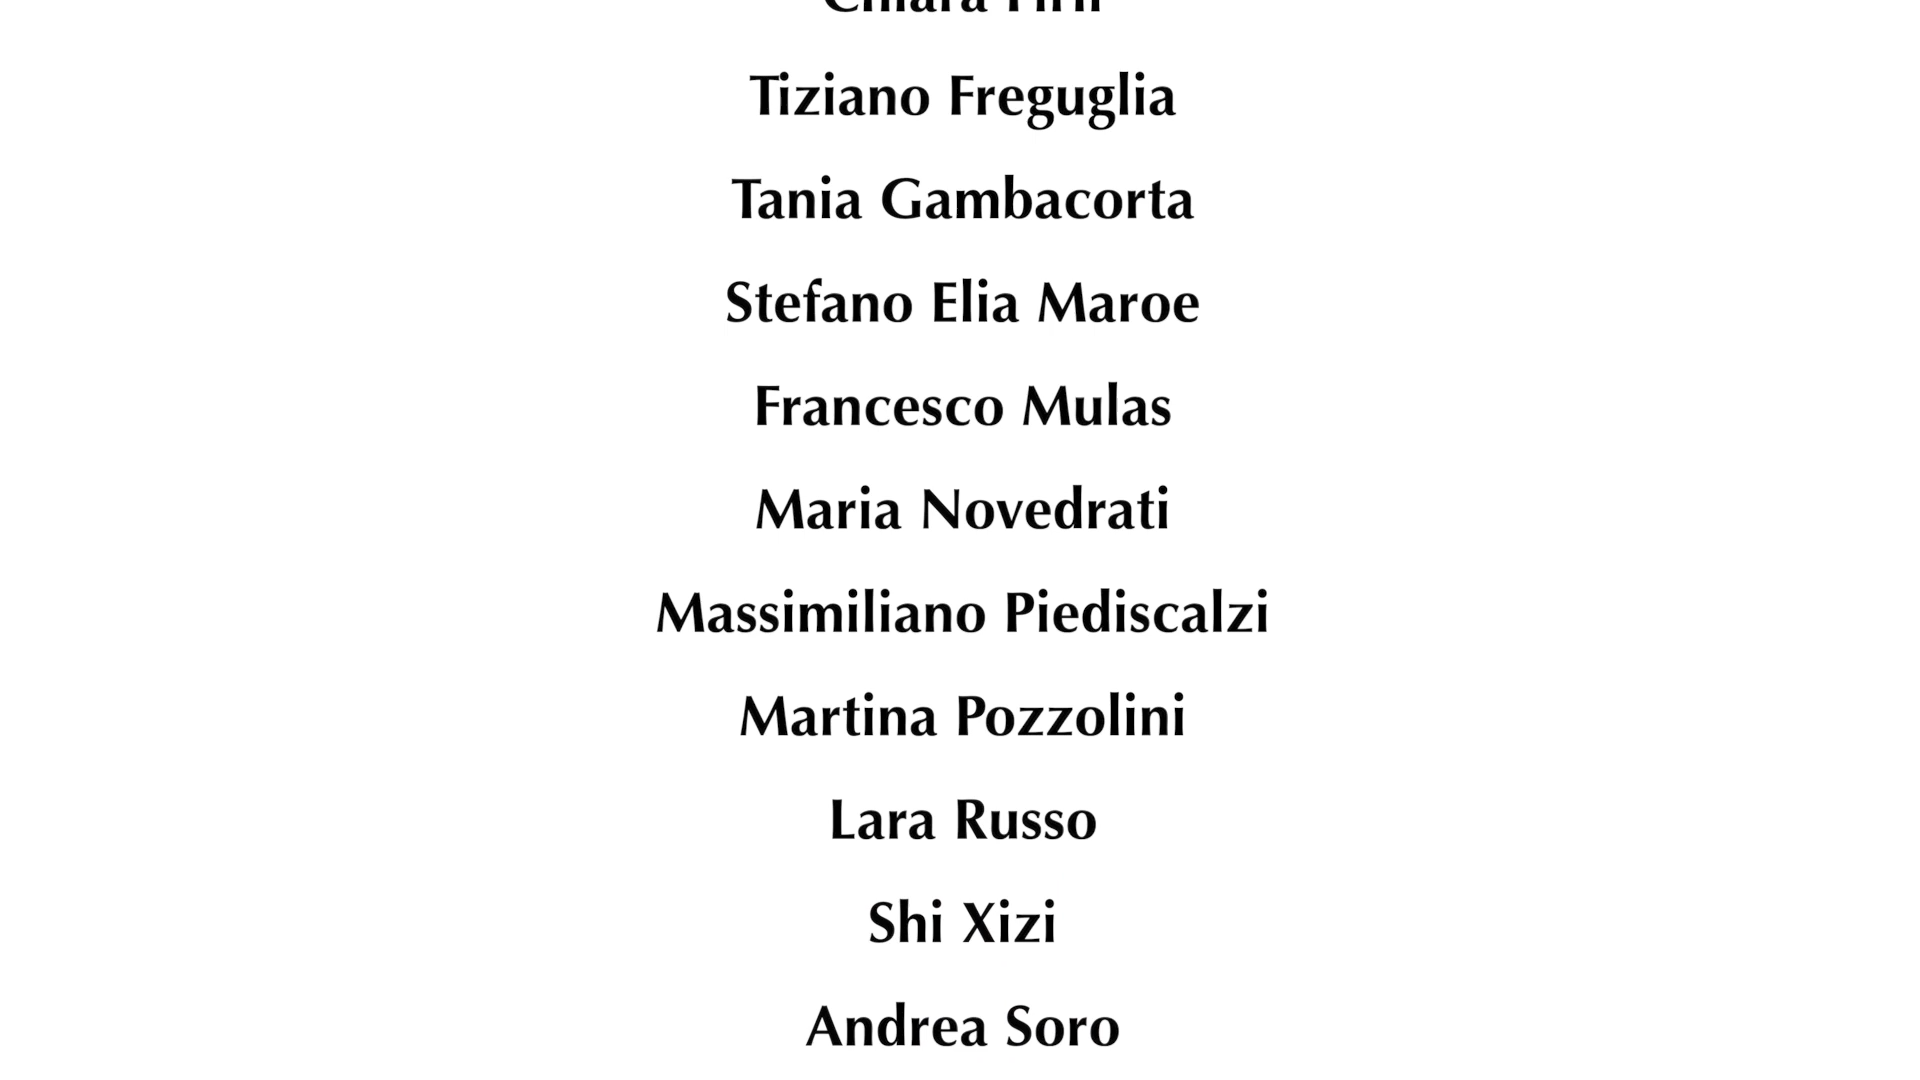 Chiara
Tiziano Freguglia
Tania Gambacorta
Stefano Elia Maroe
Francesco Mulas
Maria Novedrati
Massimiliano Piediscalzi
Martina Pozzolini
Lara Russo
Shi Xizi
Andrea Soro